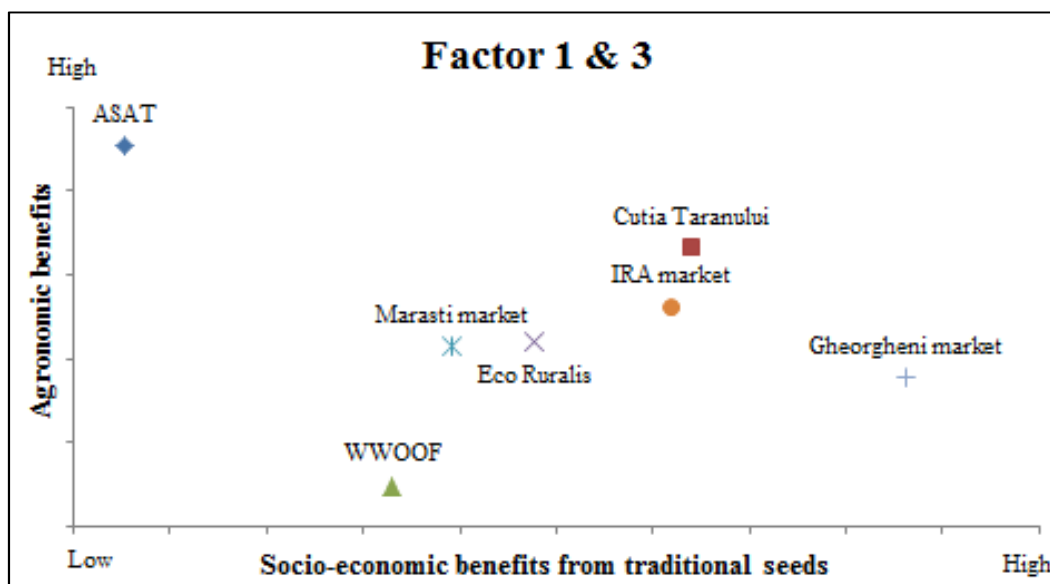 Factor 1 & 3
High
ASAT
Cutia Taranului
IRA market
Marasti market
Gheorgheni market
Eco Ruralis
WWOOF
Agronomic benefits
Low
Socio-economic benefits from traditional seeds
High